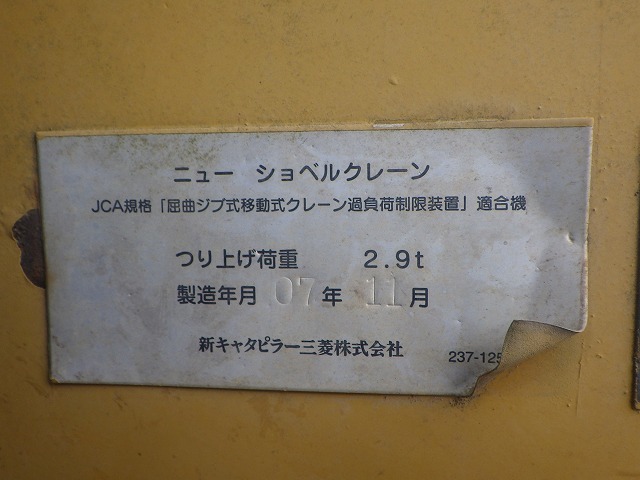 ニュー ショベルクレーン
JCA規格「屈曲ジブ式移動式クレーン過負荷制限装置」適合機
つり上げ荷重 2.9t
製造年月 07年 11月
新キャタピラー三菱株式会社
237-125